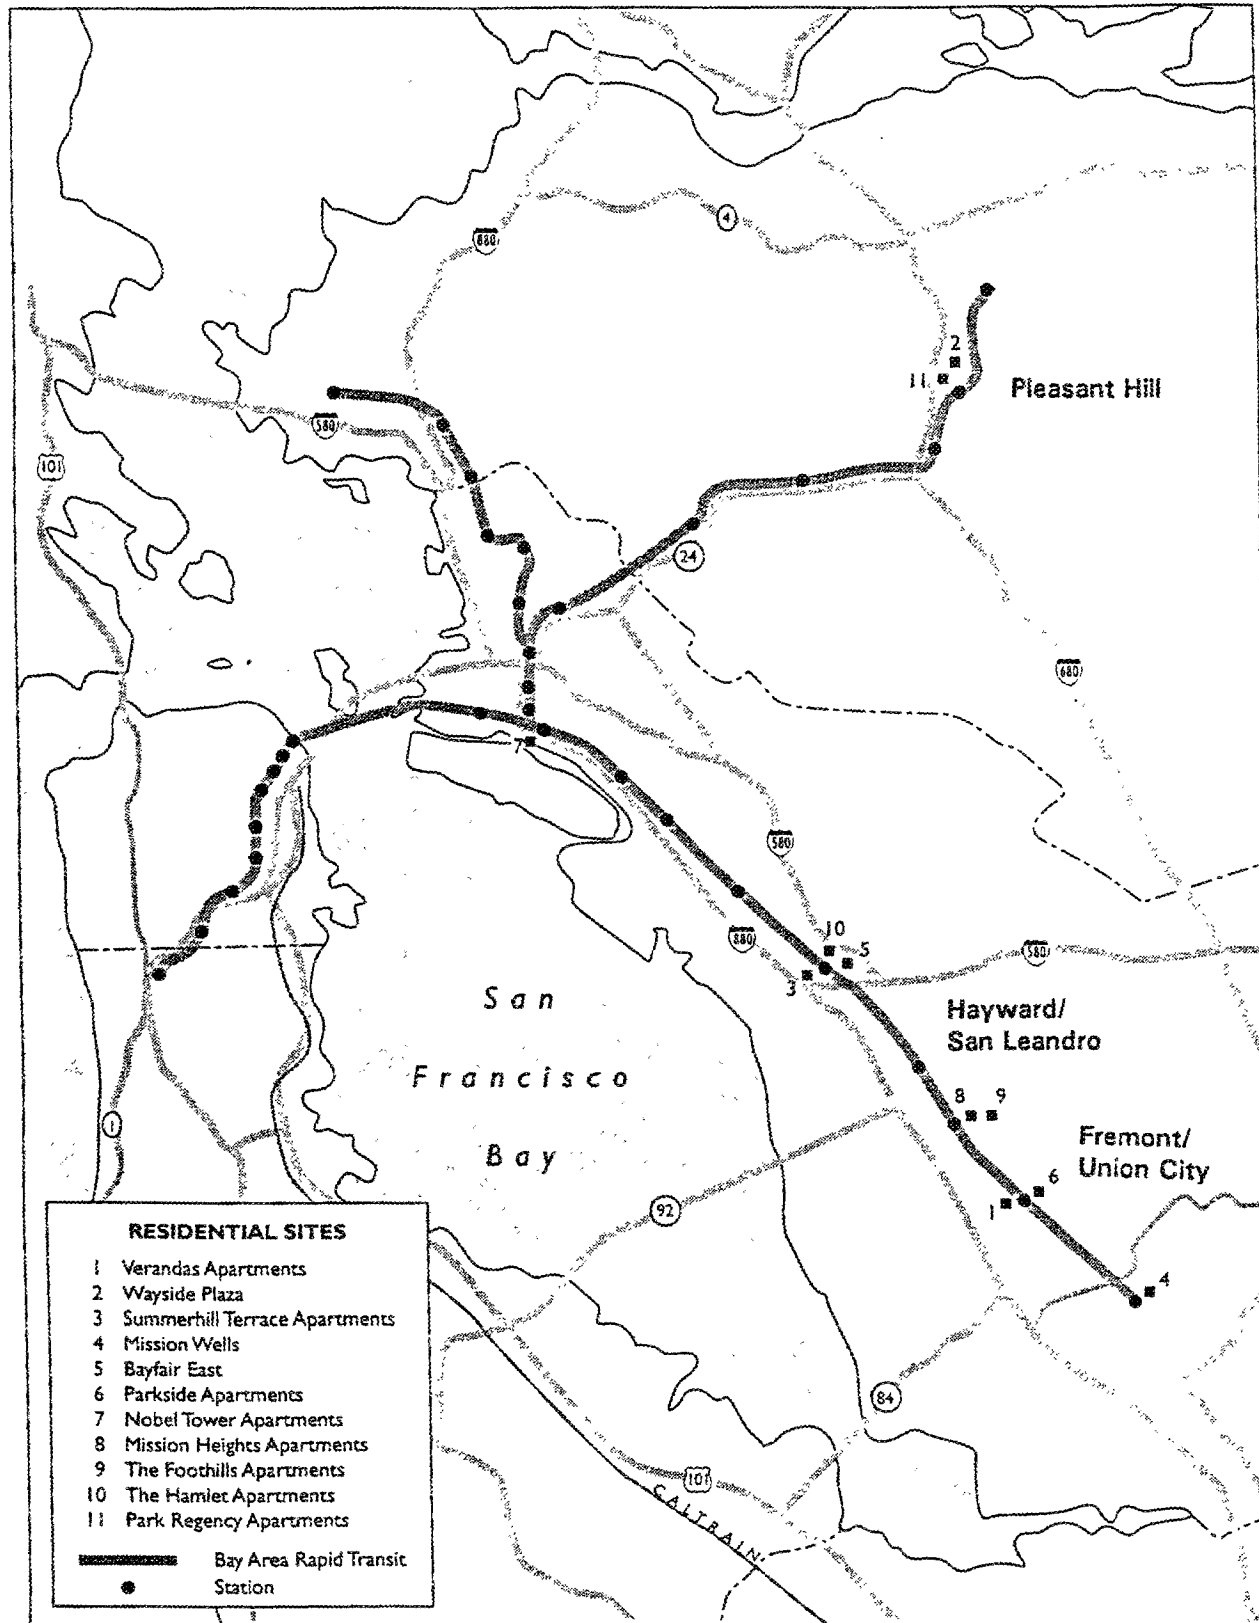 4
880
2
11
Pleasant Hill
580
101
24
680
7
580
10
880
5
580
3
San
Hayward/
San Leandro
Francisco
8
9
1
Fremont/
Union City
Bay
6
92
1
RESIDENTIAL SITES
1 Verandas Apartments
2 Wayside Plaza
3 Summerhill Terrace Apartments
4 Mission Wells
5 Bayfair East
6 Parkside Apartments
7 Nobel Tower Apartments
8 Mission Heights Apartments
9 The Foothills Apartments
10 The Hamlet Apartments
11 Park Regency Apartments
Bay Area Rapid Transit
Station
4
84
101
CALTRAIN